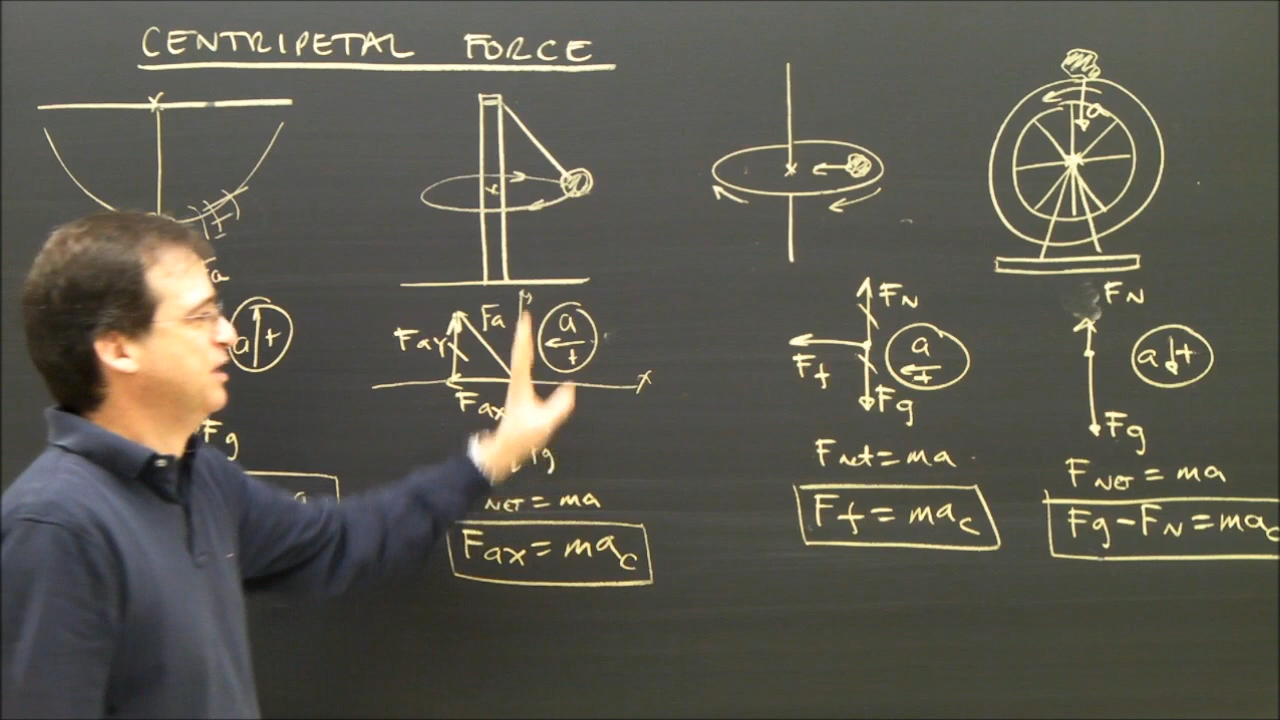 CENTRIPETAL FORCE
Fa
a +
Fg
Fa
FaY
a
+
x
Fax
Fg
NET = ma
Fax = mac
FN
Ff
a
+
Fg
Fnet = ma
Ff = mac
a
FN
a +
Fg
FNET = ma
Fg - FN = mac